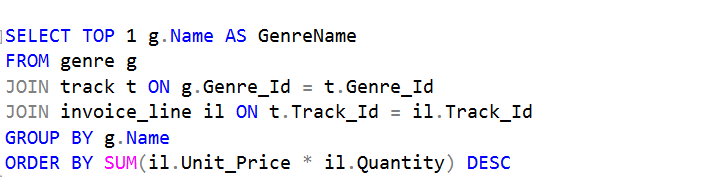 SELECT TOP 1 g.Name AS GenreName
FROM genre g
JOIN track t ON g.Genre_Id = t.Genre_Id
JOIN invoice_line il ON t.Track_Id = il.Track_Id
GROUP BY g.Name
ORDER BY SUM(il.Unit_Price * il.Quantity) DESC